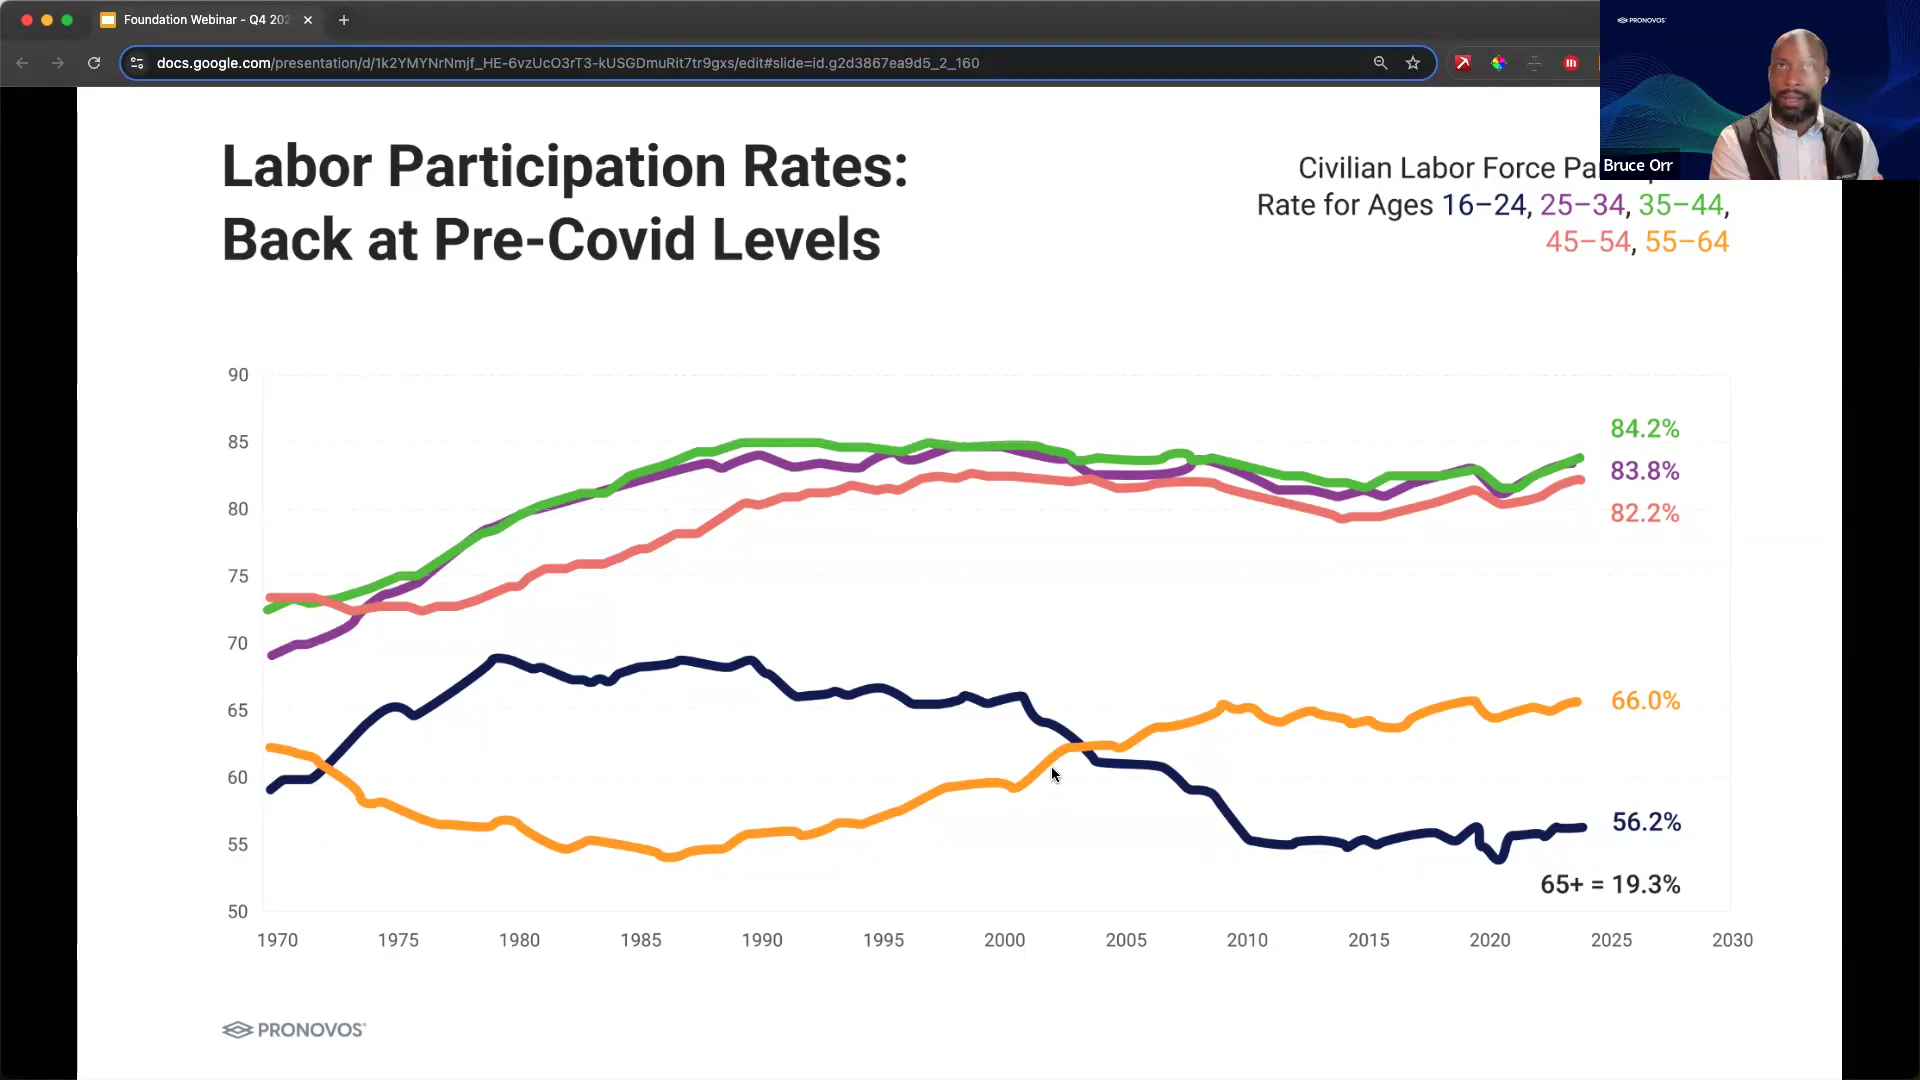 Foundation Webinar - Q4 202
docs.google.com/presentation/d/1k2YMYNrNmjf_HE-6vzUcO3rT3-kUSGDmuRit7tr9gxs/edit#slide=id.g2d3867ea9d5_2_160
PRONOVOS
Bruce Orr
Labor Participation Rates:
Back at Pre-Covid Levels
Civilian Labor Force Pa
Rate for Ages 16–24, 25–34, 35–44,
45–54, 55–64
90
85
80
75
70
65
60
55
50
84.2%
83.8%
82.2%
66.0%
56.2%
65+ = 19.3%
1970 1975 1980 1985 1990 1995 2000 2005 2010 2015 2020 2025 2030
PRONOVOS